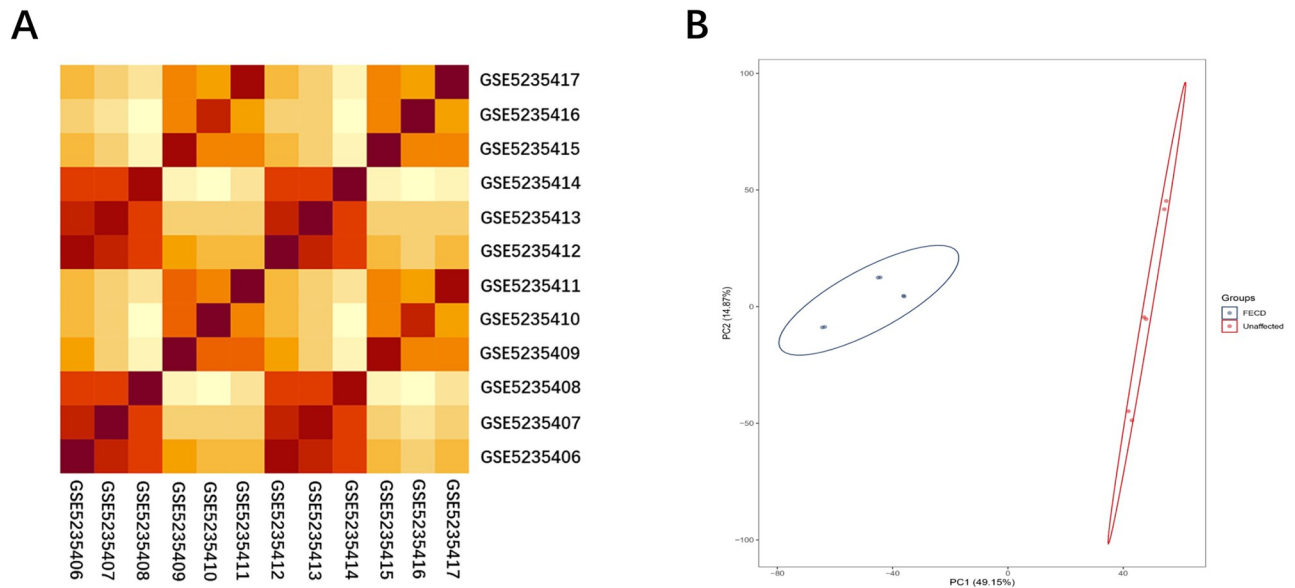 A
GSE5235417
GSE5235416
GSE5235415
GSE5235414
GSE5235413
GSE5235412
GSE5235411
GSE5235410
GSE5235409
GSE5235408
GSE5235407
GSE5235406
GSE5235406
GSE5235407
GSE5235408
GSE5235409
GSE5235410
GSE5235411
GSE5235412
GSE5235413
GSE5235414
GSE5235415
GSE5235416
GSE5235417
B
PC2 (14.87%)
100
50
0
−50
−100
−80
−40
0
40
PC1 (49.15%)
Groups
FECD
Unaffected